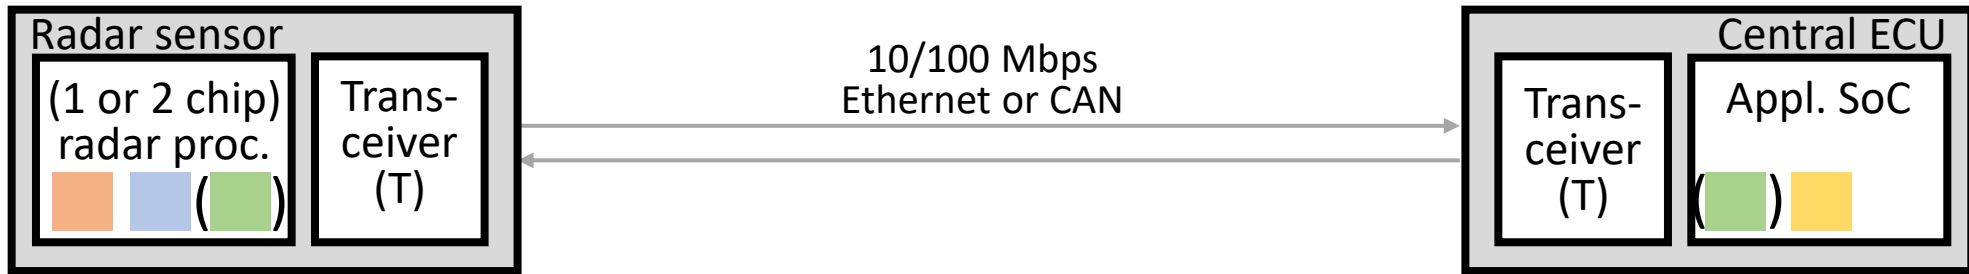 Radar sensor
(1 or 2 chip)
radar proc.
( )
Trans-
ceiver
(T)
10/100 Mbps
Ethernet or CAN
Central ECU
Trans-
ceiver
(T)
Appl. SoC
( )